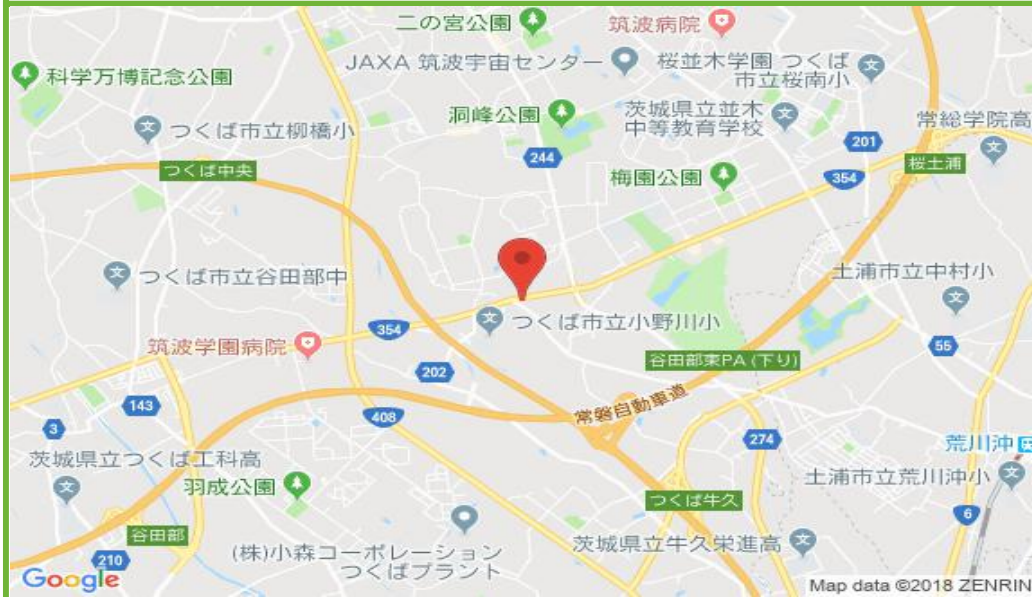 二の宮公園
筑波病院
科学万博記念公園
JAXA 筑波宇宙センター
桜並木学園 つくば
市立桜南小
つくば市立柳橋小
洞峰公園
茨城県立並木
中等教育学校
常総学院高
201
つくば中央
244
桜土浦
梅園公園
354
つくば市立谷田部中
土浦市立中村小
つくば市立小野川小
354
筑波学園病院
谷田部東PA (下り)
55
202
143
408
常磐自動車道
3
274
荒川沖
茨城県立つくば工科高
羽成公園
土浦市立荒川沖小
つくば牛久
6
谷田部
(株)小森コーポレーション
つくばプラント
茨城県立牛久栄進高
210
Google
Map data ©2018 ZENRIN